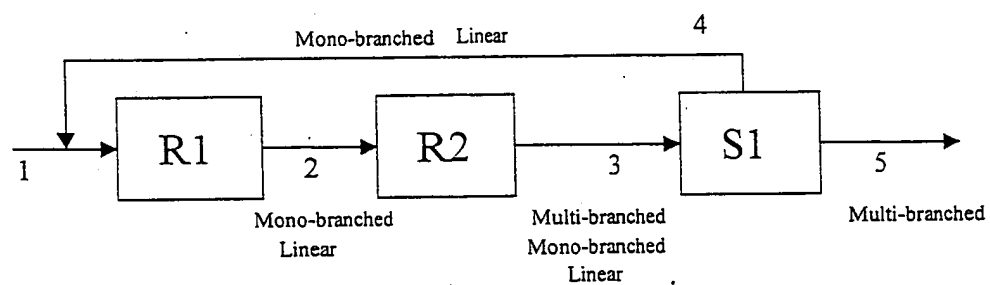 Mono-branched Linear
4
R1
R2
S1
1
2
3
5
Mono-branched
Linear
Multi-branched
Mono-branched
Linear
Multi-branched